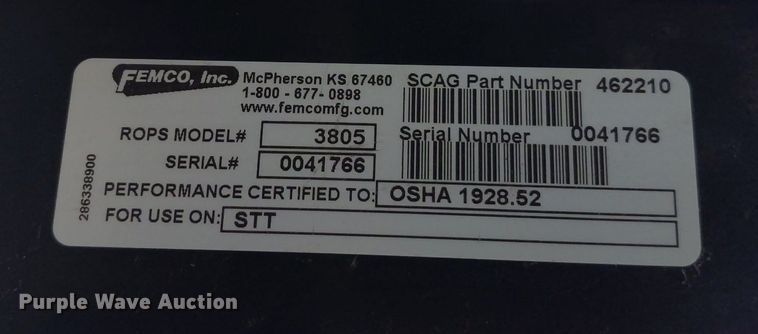 FEMCO, Inc. McPherson KS 67460
1-800-677-0898
www.femcomfg.com
SCAG Part Number 462210
ROPS MODEL# 3805
Serial Number 0041766
SERIAL# 0041766
PERFORMANCE CERTIFIED TO: OSHA 1928.52
FOR USE ON: STT
286338900
Purple Wave Auction